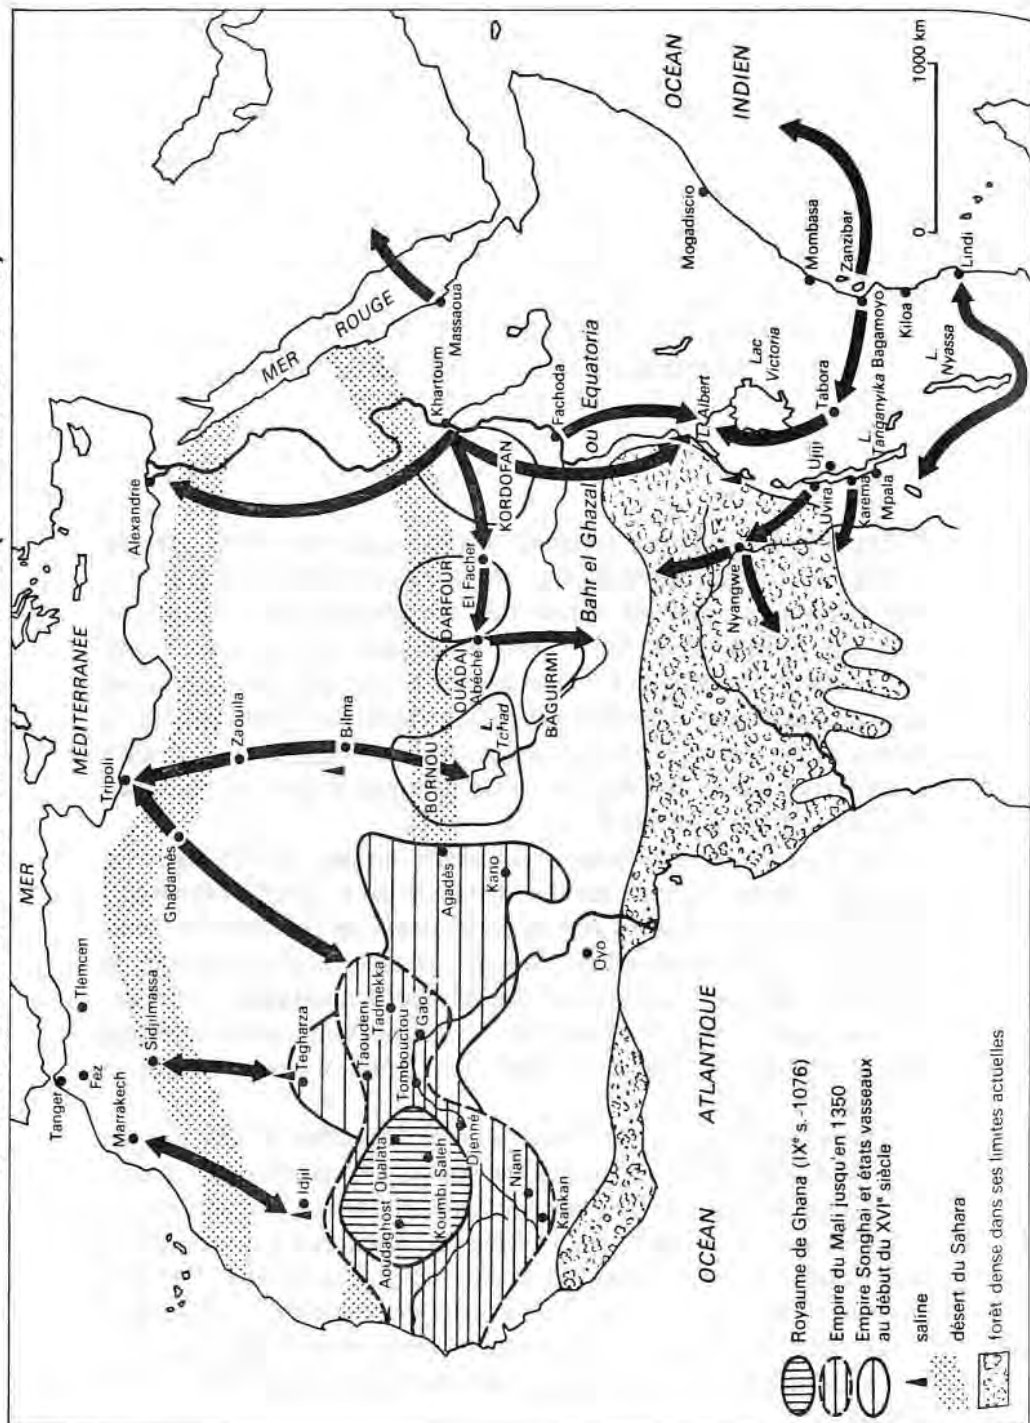 MER
MÉDITERRANÉE
Tanger
Fèz
Tlemcen
Marrakech
Sidjilmassa
Tripoli
Ghadamès
Zaouila
Bilma
Alexandrie
MER ROUGE
Massaoua
Khartoum
KORDOFAN
Fachoda
El Facher
DARFOUR
OUADAI
Abéché
BAGUIRMI
BORNOU
L.
Tchad
Bahr el Ghazal ou Equatoria
Idjil
Tegharza
Taoudeni
Tadmekka
Tombouctou
Gao
Agadès
Kano
Oualata
Aoudaghost
Koumbi Saleh
Djenné
Niani
Kankan
Oyo
L. Albert
Lac
Victoria
Tabora
Ujiji
Uvira
L.
Tanganyika
Karema
Mpala
Nyangwe
Bagamoyo
Zanzibar
Mombasa
Mogadiscio
Kiloa
Lindi
L.
Nyassa
OCÉAN
INDIEN
OCÉAN ATLANTIQUE
0 1000 km
Royaume de Ghana (IXe s. -1076)
Empire du Mali jusqu'en 1350
Empire Songhai et états vasseaux
au début du XVIe siècle
saline
désert du Sahara
forêt dense dans ses limites actuelles